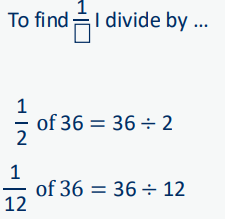 To find 1/□ I divide by ...
1/2 of 36 = 36 ÷ 2
1/12 of 36 = 36 ÷ 12